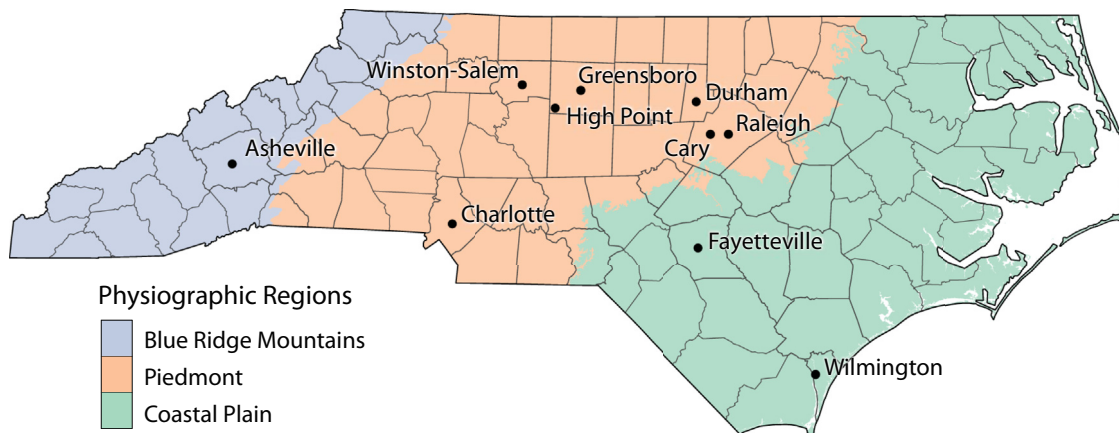 Winston-Salem
Greensboro
Durham
High Point
Raleigh
Cary
Asheville
Charlotte
Fayetteville
Wilmington
Physiographic Regions
Blue Ridge Mountains
Piedmont
Coastal Plain